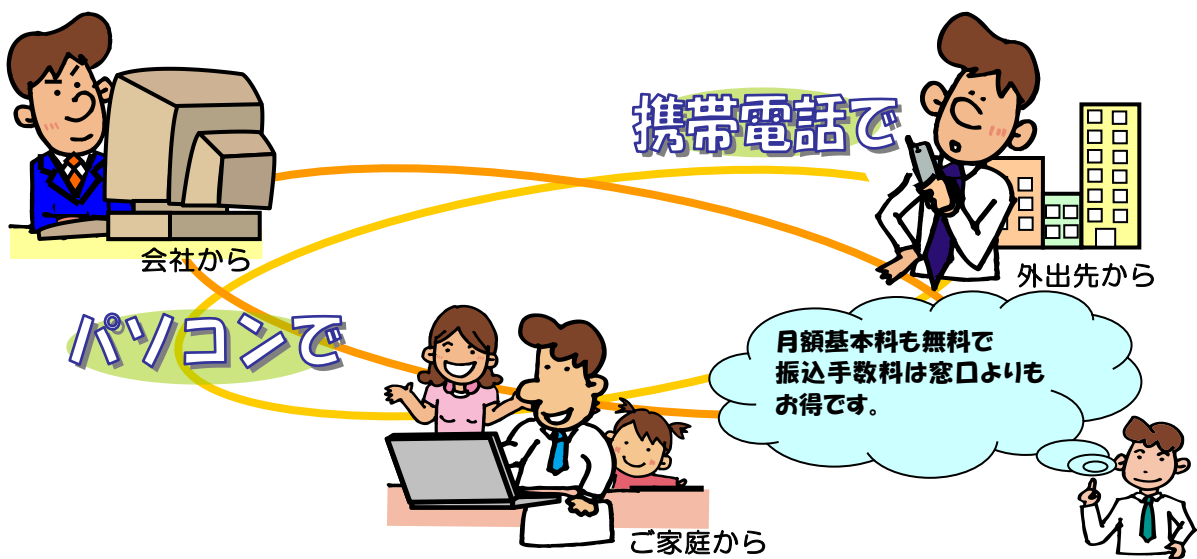 携帯電話で
会社から
外出先から
パソコンで
月額基本料も無料で
振込手数料は窓口よりも
お得です。
ご家庭から